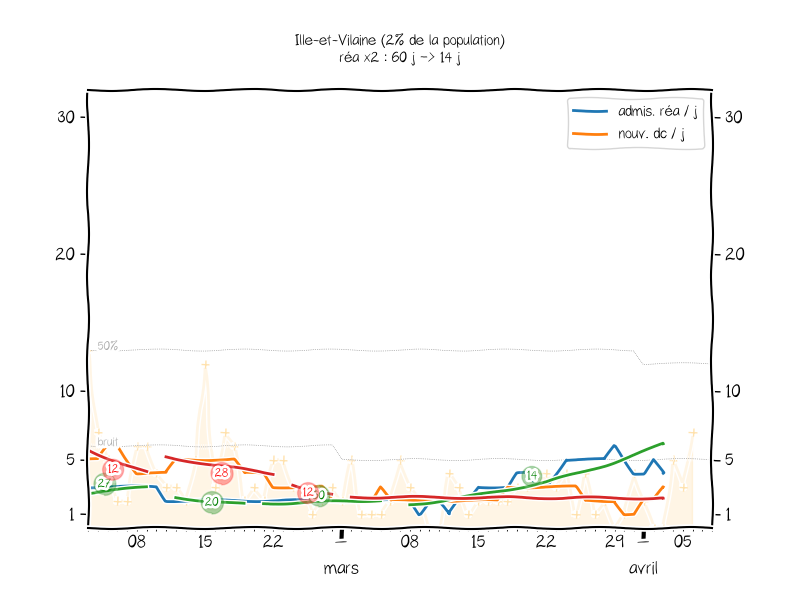 Ille-et-Vilaine (2% de la population)
réa x2 : 60 j -> 14 j
admis. réa / j
nouv. dc / j
30 30
20 20
50%
10 10
bruit
5 5
12 28 14
27 12
20
1 1
08 15 22 08 15 22 29 05
mars avril